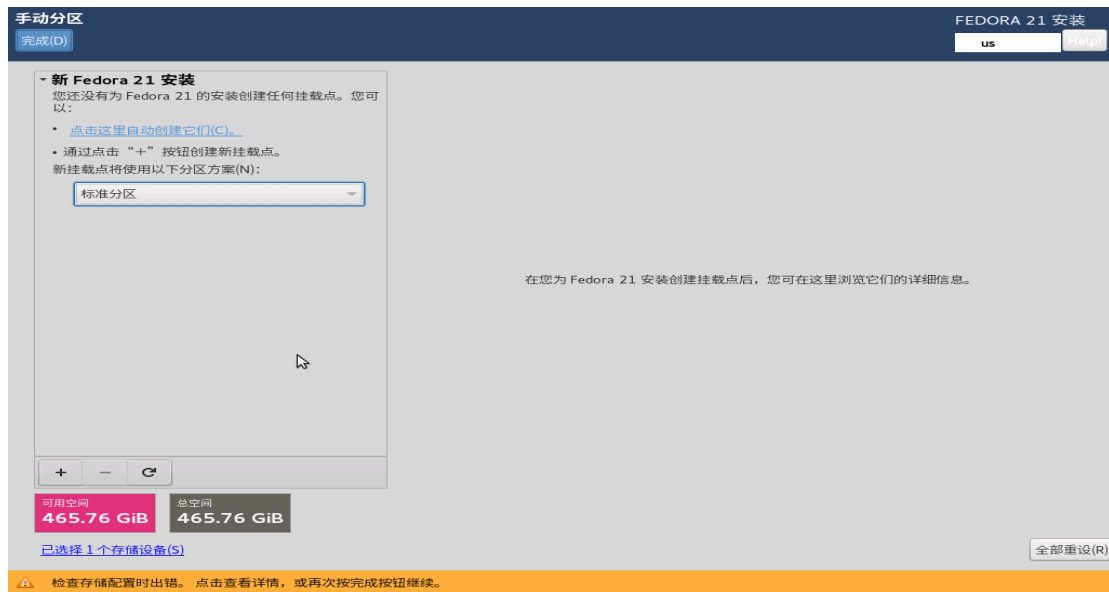 手动分区
FEDORA 21 安装
完成(D)
us
Help!
新 Fedora 21 安装
您还没有为 Fedora 21 的安装创建任何挂载点。您可
以:
• 点击这里自动创建它们(C)。
• 通过点击“+”按钮创建新挂载点。
新挂载点将使用以下分区方案(N):
标准分区
在您为 Fedora 21 安装创建挂载点后，您可在这里浏览它们的详细信息。
+ −
可用空间
465.76 GiB
总空间
465.76 GiB
已选择 1 个存储设备(S)
全部重设(R)
检查存储配置时出错。 点击查看详情，或再次按完成按钮继续。